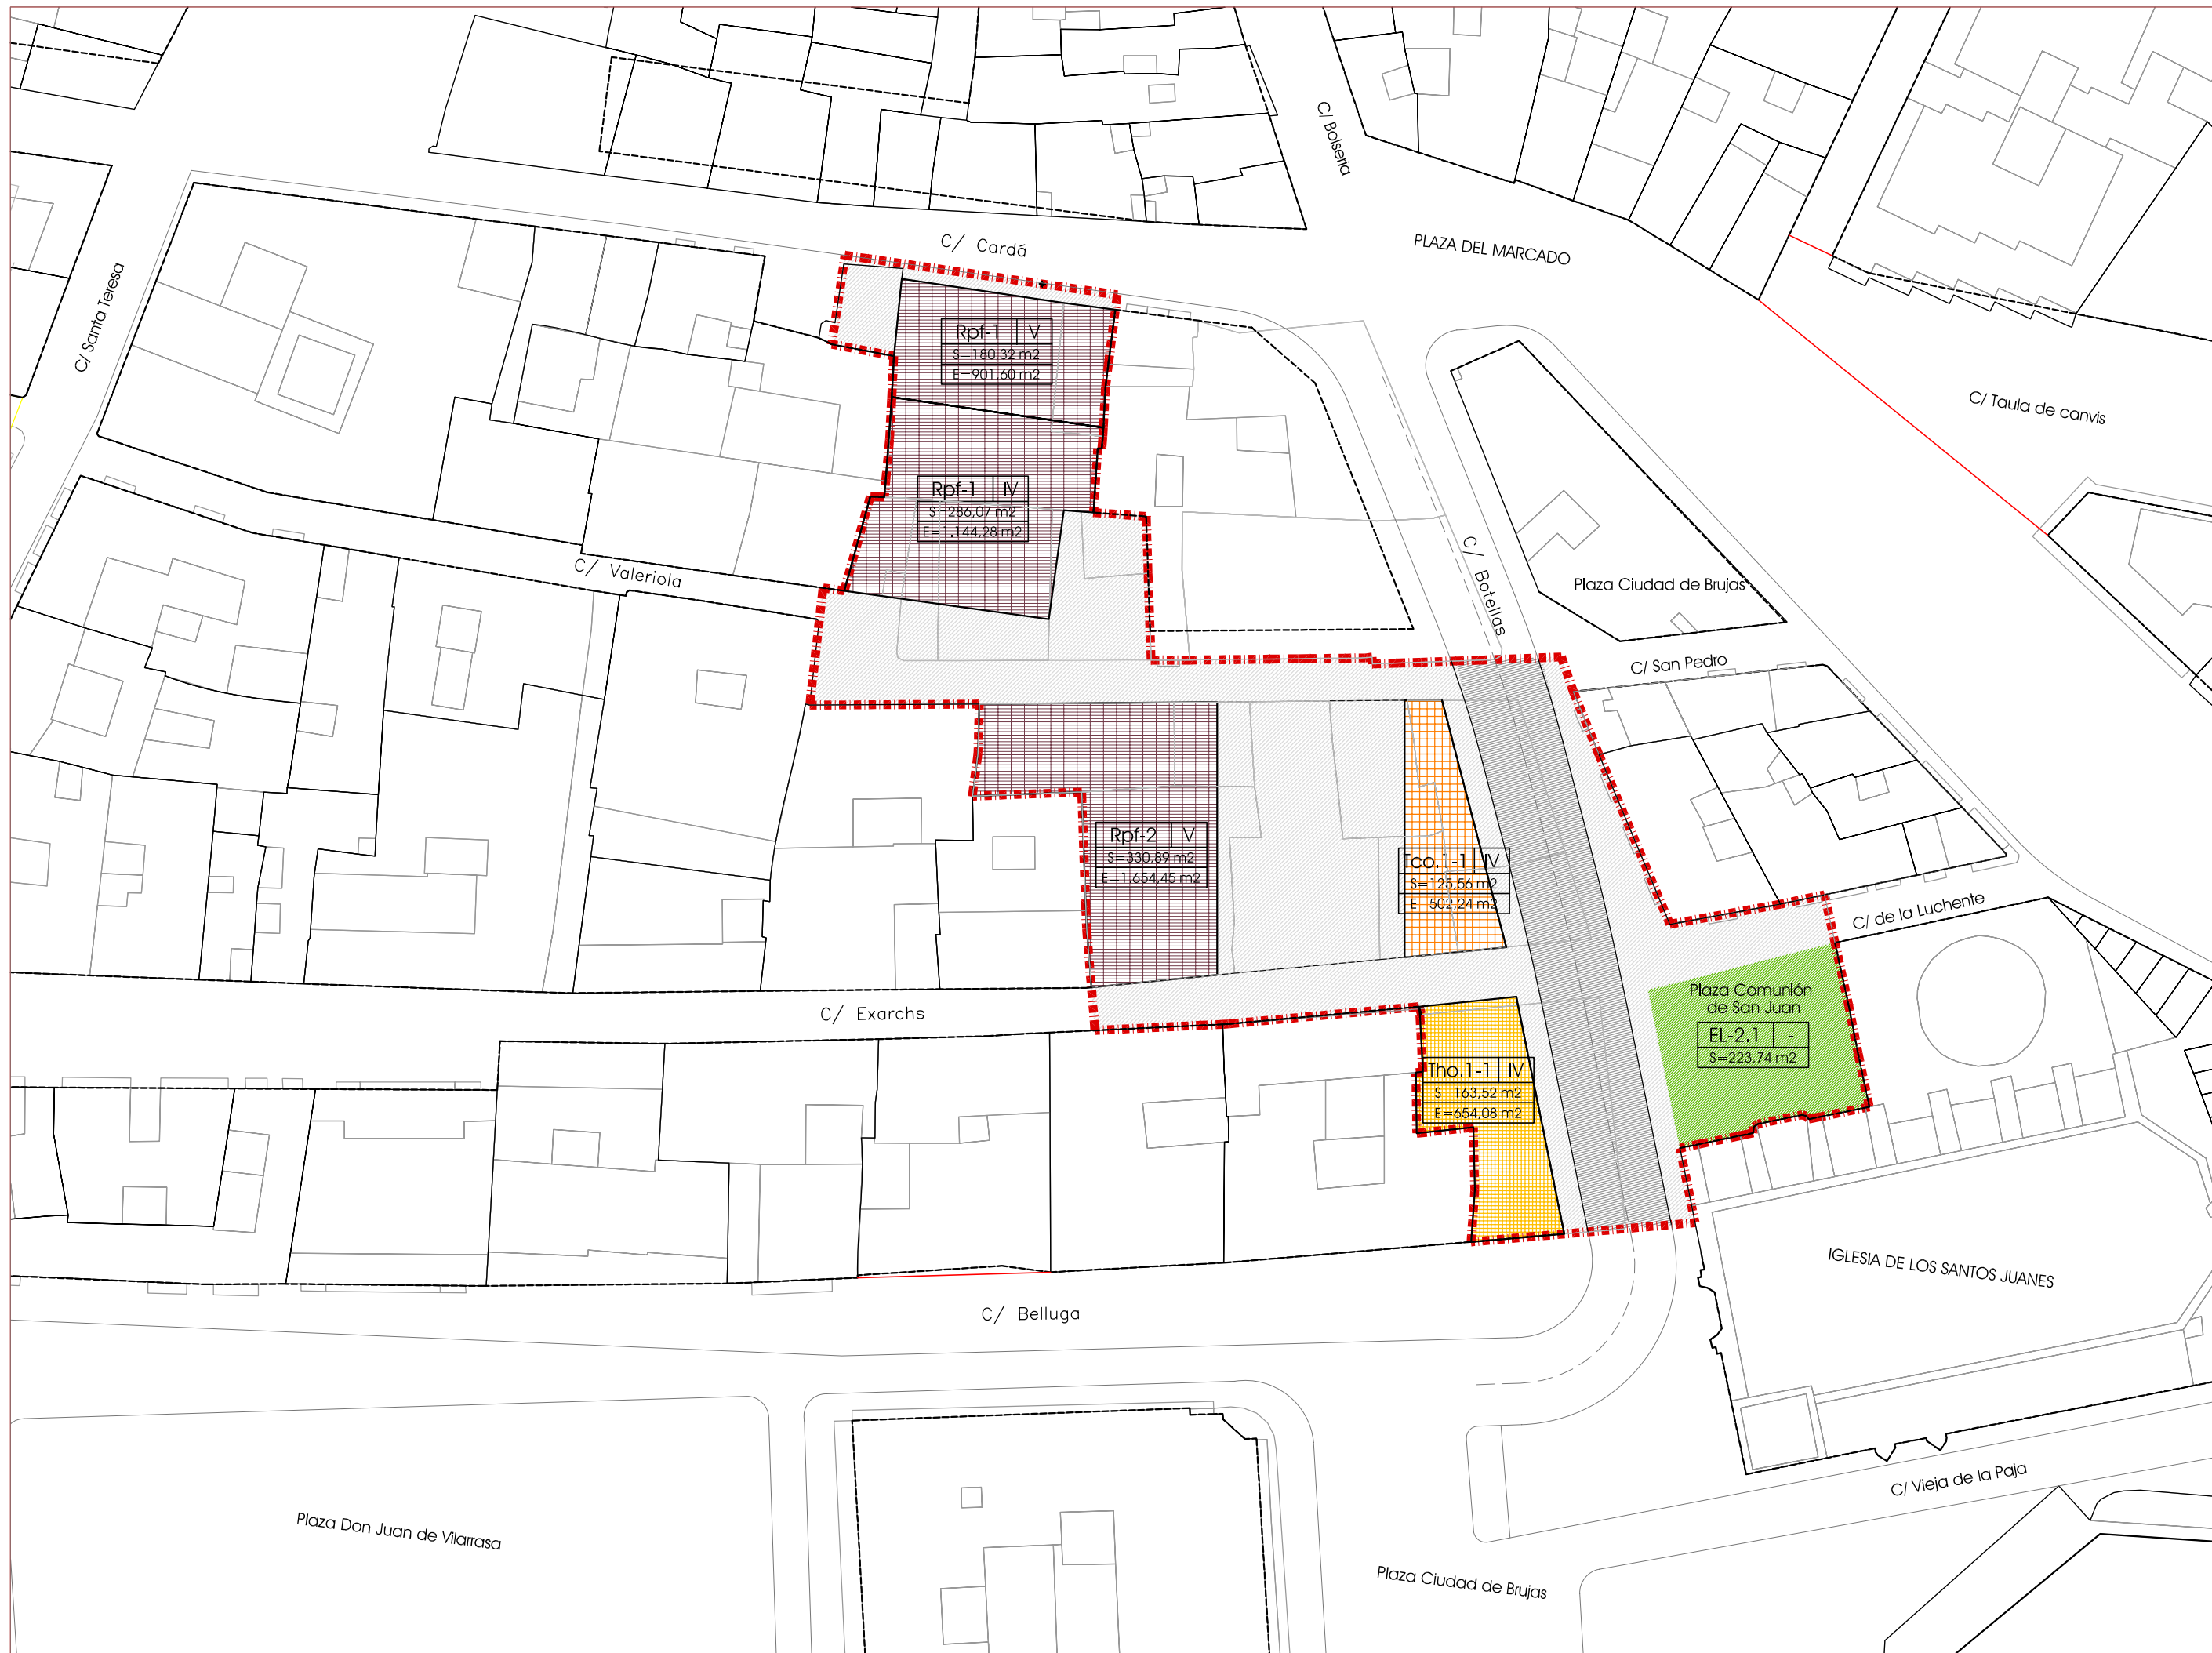 C/ Bolseria
C/ Cardá
PLAZA DEL MARCADO
C/ Santa Teresa
Rpf-1 V
S=180,32 m2
E=901,60 m2
C/ Taula de canvis
Rpf-1 IV
S=286,07 m2
E=1.144,28 m2
C/ Valeriola
C/ Botellas
Plaza Ciudad de Brujas
C/ San Pedro
Rpf-2 V
S=330,89 m2
E=1.654,45 m2
Tco.1-1 IV
S=125,56 m2
E=502,24 m2
C/ de la Luchente
Plaza Comunión
de San Juan
EL-2.1 -
S=223,74 m2
C/ Exarchs
Tho.1-1 IV
S=163,52 m2
E=654,08 m2
IGLESIA DE LOS SANTOS JUANES
C/ Belluga
C/ Vieja de la Paja
Plaza Don Juan de Vilarrasa
Plaza Ciudad de Brujas